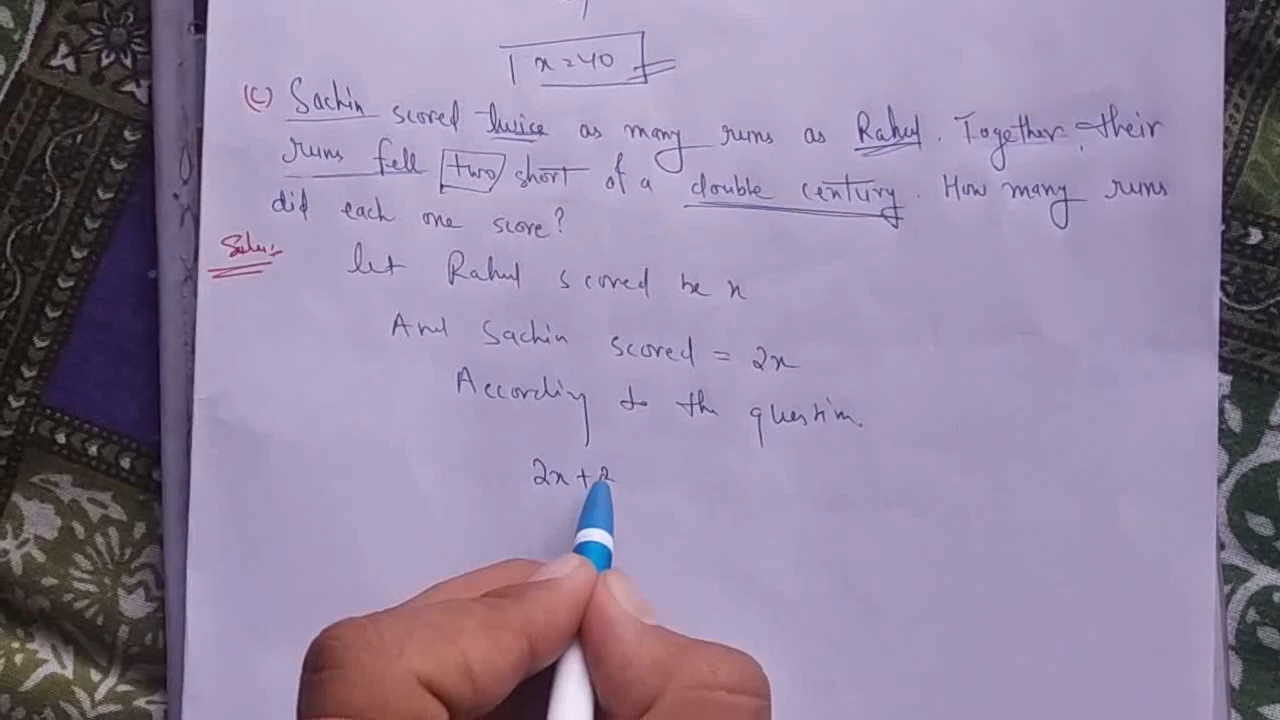 x = 40
(c) Sachin scored twice as many runs as Rahul. Together, their
runs fell two short of a double century. How many runs
did each one score?
Soln:
let Rahul scored be x
And Sachin scored = 2x
According to the question.
2x + x